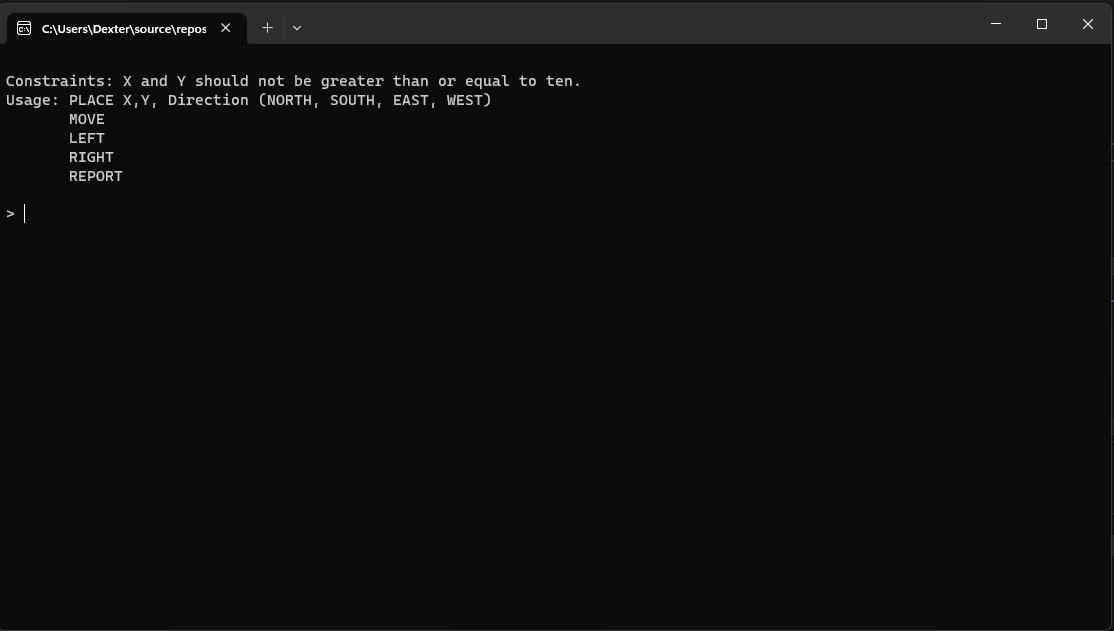 C:\Users\Dexter\source\repos
Constraints: X and Y should not be greater than or equal to ten.
Usage: PLACE X,Y, Direction (NORTH, SOUTH, EAST, WEST)
MOVE
LEFT
RIGHT
REPORT
>